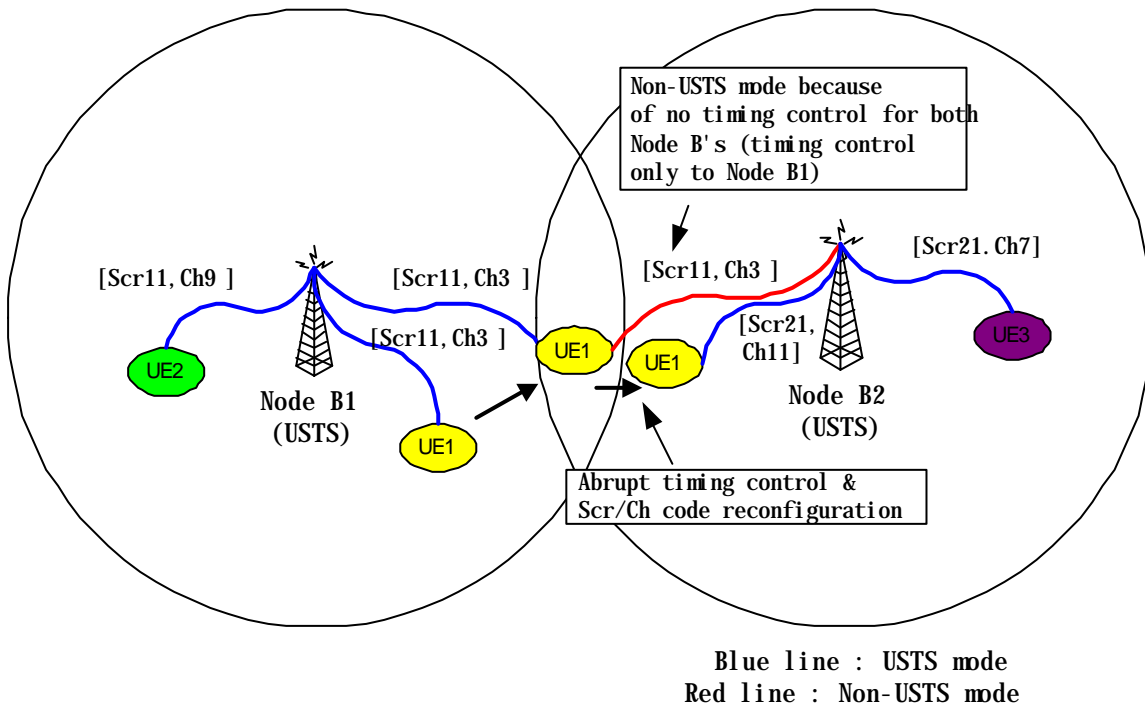 Non-USTS mode because
of no timing control for both
Node B's (timing control
only to Node B1)
[Scr11,Ch9 ]
[Scr11,Ch3 ]
[Scr11,Ch3 ]
[Scr21.Ch7]
[Scr11,Ch3 ]
[Scr21,
Ch11]
UE2
UE1
UE1
UE1
UE3
Node B1
(USTS)
Node B2
(USTS)
Abrupt timing control &
Scr/Ch code reconfiguration
Blue line : USTS mode
Red line : Non-USTS mode